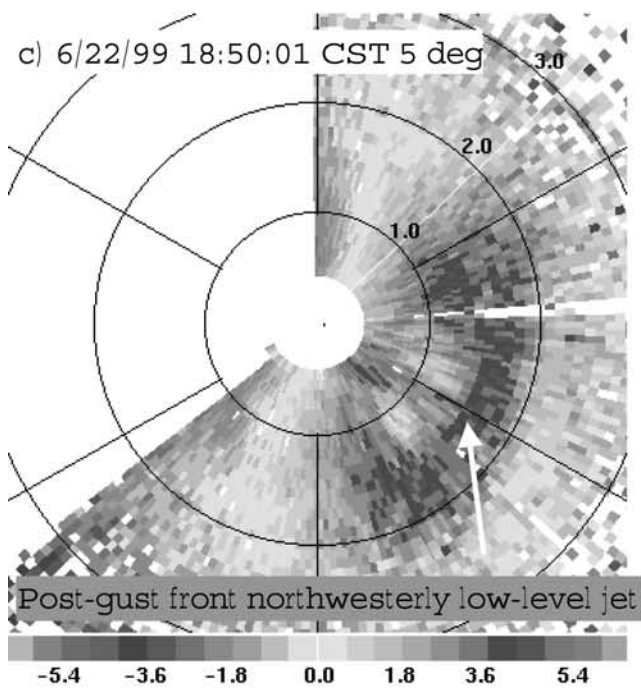 c) 6/22/99 18:50:01 CST 5 deg
3.0
2.0
1.0
Post-gust front northwesterly low-level jet
-5.4 -3.6 -1.8 0.0 1.8 3.6 5.4